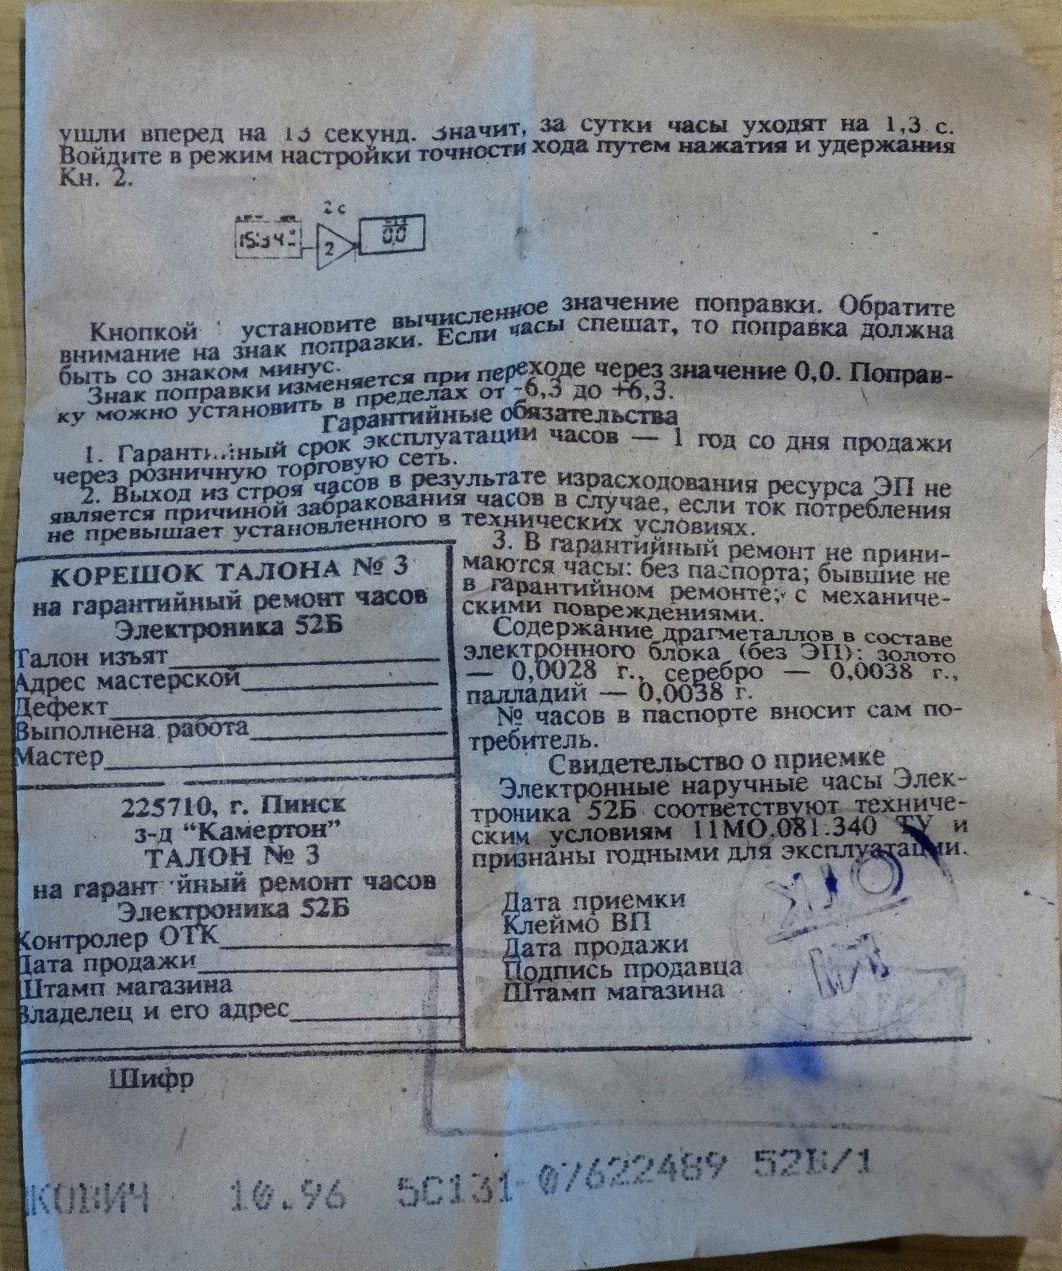 ушли вперед на 13 секунд. Значит, за сутки часы уходят на 1,3 с.
Войдите в режим настройки точности хода путем нажатия и удержания
Кн. 2.
2 с
15:34
2
0,0
Кнопкой установите вычисленное значение поправки. Обратите
внимание на знак поправки. Если часы спешат, то поправка должна
быть со знаком минус.
Знак поправки изменяется при переходе через значение 0,0. Поправ-
ку можно установить в пределах от -6,3 до +6,3.
Гарантийные обязательства
1. Гарантийный срок эксплуатации часов — 1 год со дня продажи
через розничную торговую сеть.
2. Выход из строя часов в результате израсходования ресурса ЭП не
является причиной забракования часов в случае, если ток потребления
не превышает установленного в технических условиях.
3. В гарантийный ремонт не прини-
маются часы: без паспорта; бывшие не
в гарантийном ремонте; с механиче-
скими повреждениями.
Содержание драгметаллов в составе
электронного блока (без ЭП): золото
— 0,0028 г., серебро — 0,0038 г.,
палладий — 0,0038 г.
№ часов в паспорте вносит сам по-
требитель.
Свидетельство о приемке
Электронные наручные часы Элек-
троника 52Б соответствуют техниче-
ским условиям 11МО.081.340 ТУ и
признаны годными для эксплуатации.
Дата приемки
Клеймо ВП
Дата продажи
Подпись продавца
Штамп магазина
ОТК
КОРЕШОК ТАЛОНА № 3
на гарантийный ремонт часов
Электроника 52Б
Талон изъят
Адрес мастерской
Дефект
Выполнена работа
Мастер
225710, г. Пинск
з-д "Камертон"
ТАЛОН № 3
на гарантийный ремонт часов
Электроника 52Б
Контролер ОТК
Дата продажи
Штамп магазина
Владелец и его адрес
Шифр
КОВИЧ 10.96 5С131-07622489 52Б/1